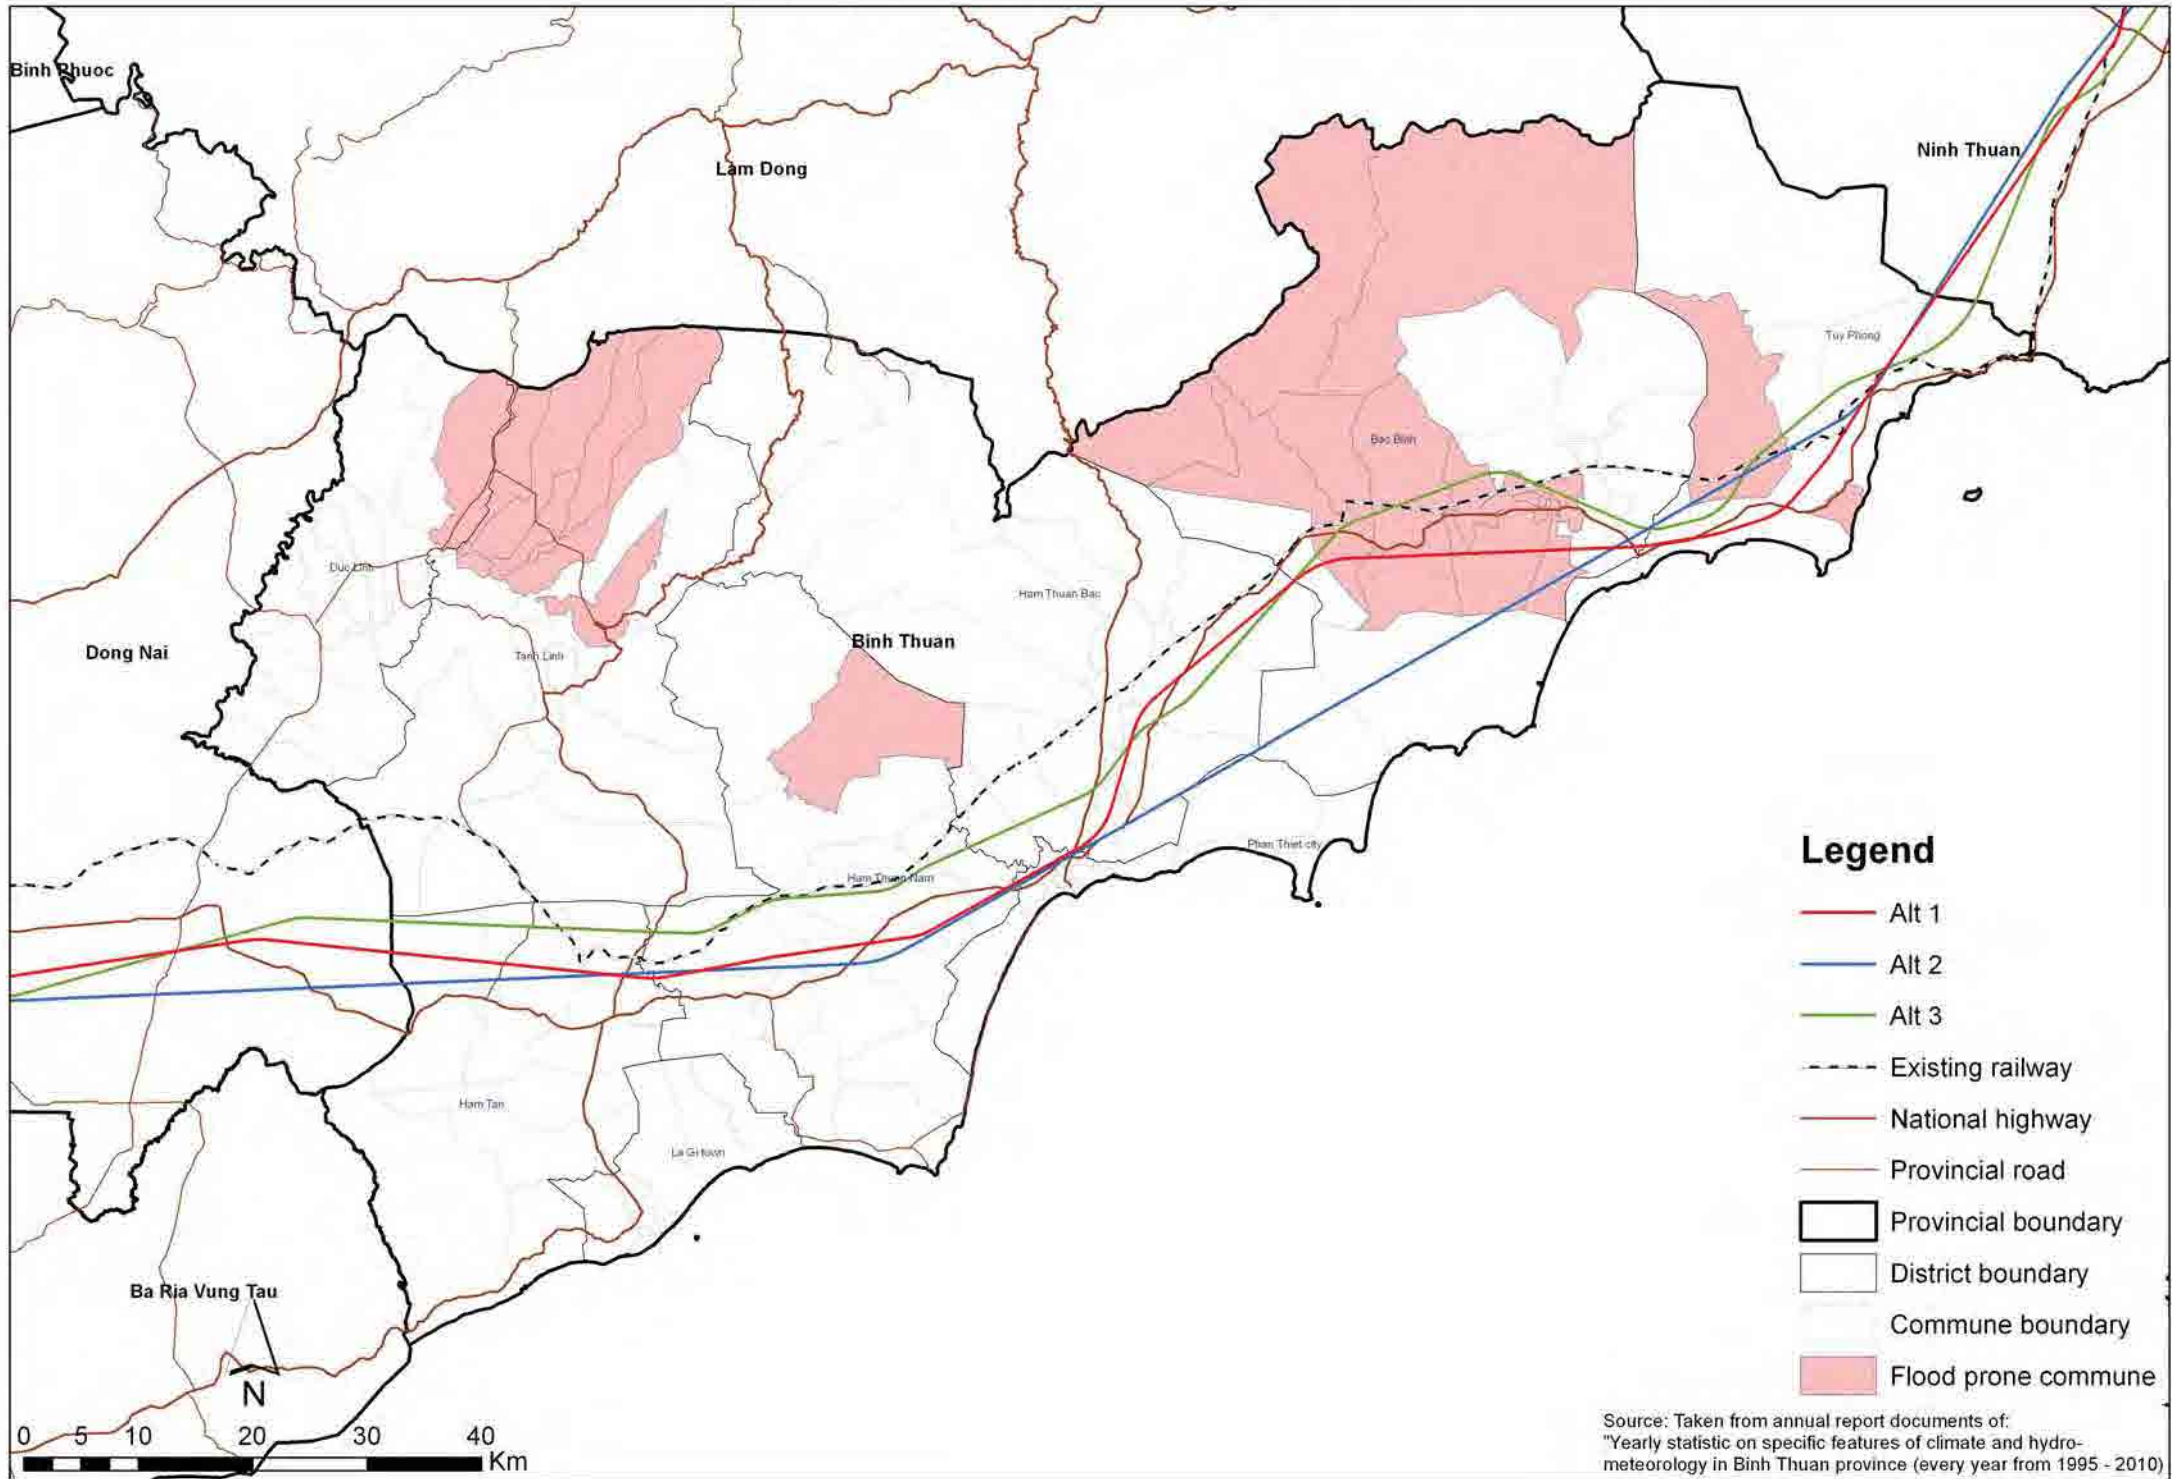 Binh Phuoc
Lam Dong
Ninh Thuan
Tuy Phong
Bac Binh
Duc Linh
Ham Thuan Bac
Dong Nai
Binh Thuan
Tanh Linh
Phan Thiet city
Ham Thuan Nam
Ham Tan
La Gi town
Ba Ria Vung Tau
N
0 5 10 20 30 40
Km
Legend
Alt 1
Alt 2
Alt 3
Existing railway
National highway
Provincial road
Provincial boundary
District boundary
Commune boundary
Flood prone commune
Source: Taken from annual report documents of:
"Yearly statistic on specific features of climate and hydro-
meteorology in Binh Thuan province (every year from 1995 - 2010)